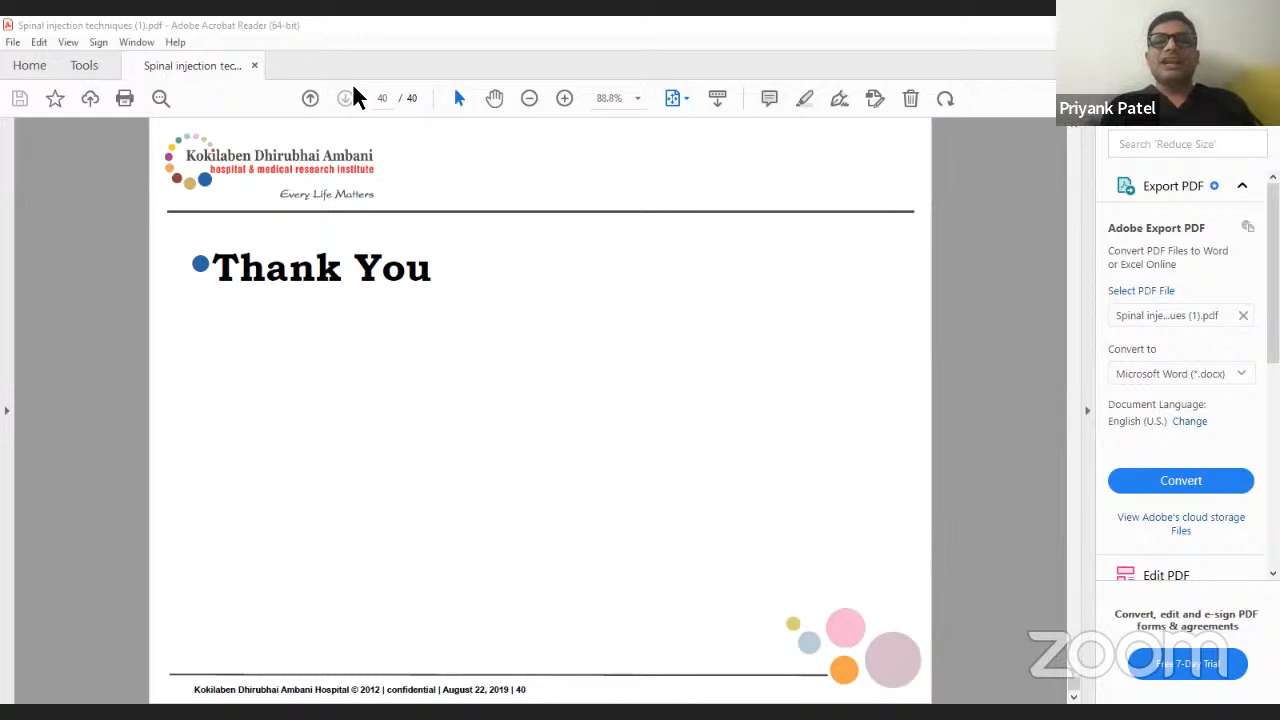 Spinal injection techniques (1).pdf - Adobe Acrobat Reader (64-bit)
File Edit View Sign Window Help
Home Tools Spinal injection tec... ×
40 / 40 88.8%
Priyank Patel
Kokilaben Dhirubhai Ambani
hospital & medical research institute
Every Life Matters
Thank You
Kokilaben Dhirubhai Ambani Hospital © 2012 | confidential | August 22, 2019 | 40
Search 'Reduce Size'
Export PDF
Adobe Export PDF
Convert PDF Files to Word
or Excel Online
Select PDF File
Spinal inje...ues (1).pdf
Convert to
Microsoft Word (*.docx)
Document Language:
English (U.S.) Change
Convert
View Adobe's cloud storage
Files
Edit PDF
Convert, edit and e-sign PDF
forms & agreements
Free 7-Day Trial
zoom